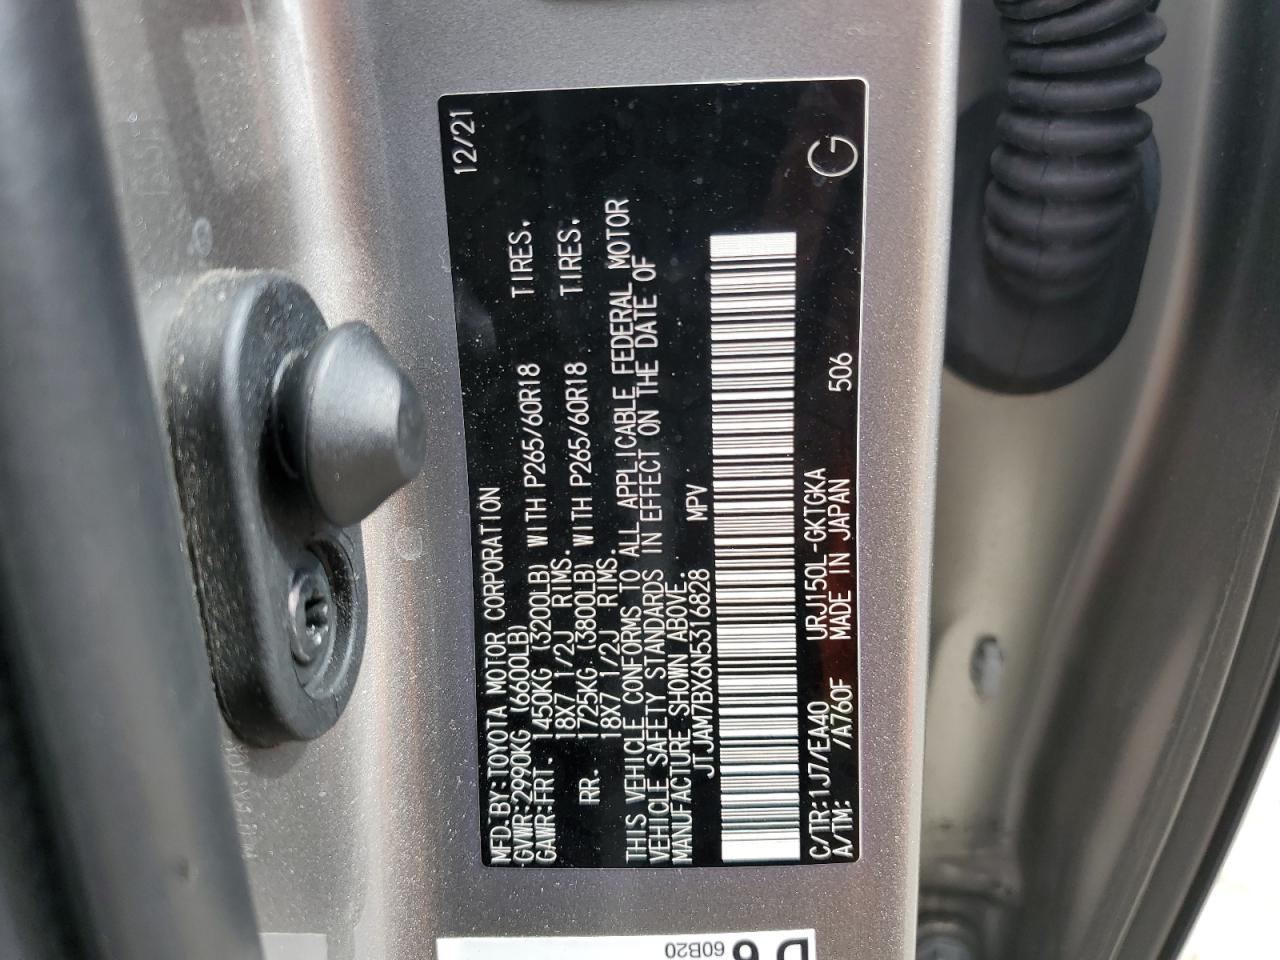 MFD.BY:TOYOTA MOTOR CORPORATION 12/21
GVWR:2990KG (6600LB)
GAWR:FRT. 1450KG (3200LB) WITH P265/60R18 TIRES.
18X7 1/2J RIMS.
RR. 1725KG (3800LB) WITH P265/60R18 TIRES.
18X7 1/2J RIMS.
THIS VEHICLE CONFORMS TO ALL APPLICABLE FEDERAL MOTOR
VEHICLE SAFETY STANDARDS IN EFFECT ON THE DATE OF
MANUFACTURE SHOWN ABOVE.
JTJAM7BX6N5316828 MPV
C/TR:1J7/EA40 URJ150L-GKTGKA G
A/TM: /A760F MADE IN JAPAN 506
60B20